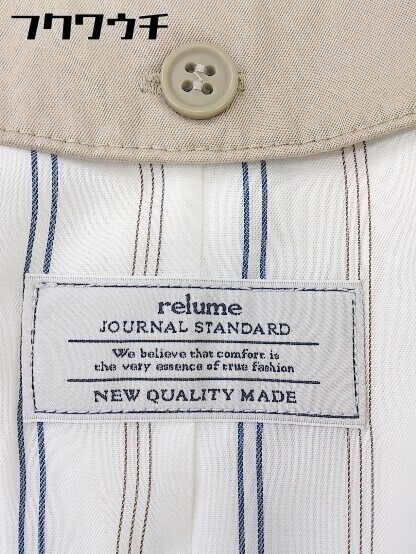 フクワウチ
relume
JOURNAL STANDARD
We believe that comfort is
the very essence of true fashion
NEW QUALITY MADE